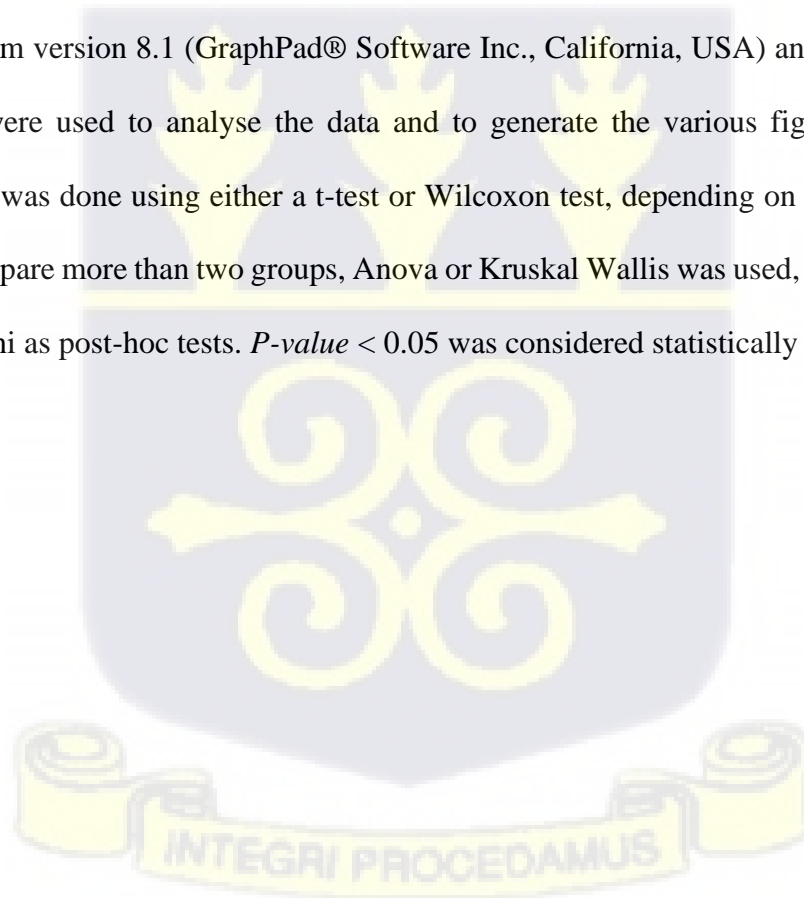 m version 8.1 (GraphPad® Software Inc., California, USA) an
were used to analyse the data and to generate the various fig
was done using either a t-test or Wilcoxon test, depending on
pare more than two groups, Anova or Kruskal Wallis was used,
ni as post-hoc tests. P-value < 0.05 was considered statistically
INTEGRI PROCEDAMUS